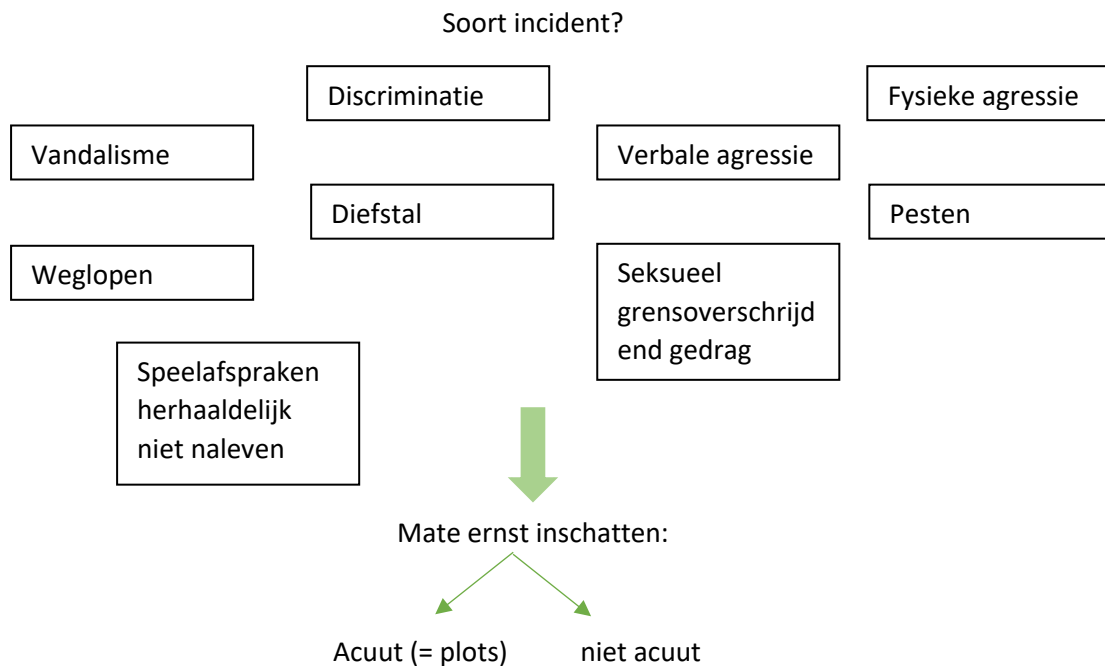 Soort incident?
Discriminatie
Fysieke agressie
Vandalisme
Verbale agressie
Diefstal
Pesten
Weglopen
Seksueel
grensoverschrijd
end gedrag
Speelafspraken
herhaaldelijk
niet naleven
Mate ernst inschatten:
Acuut (= plots)
niet acuut